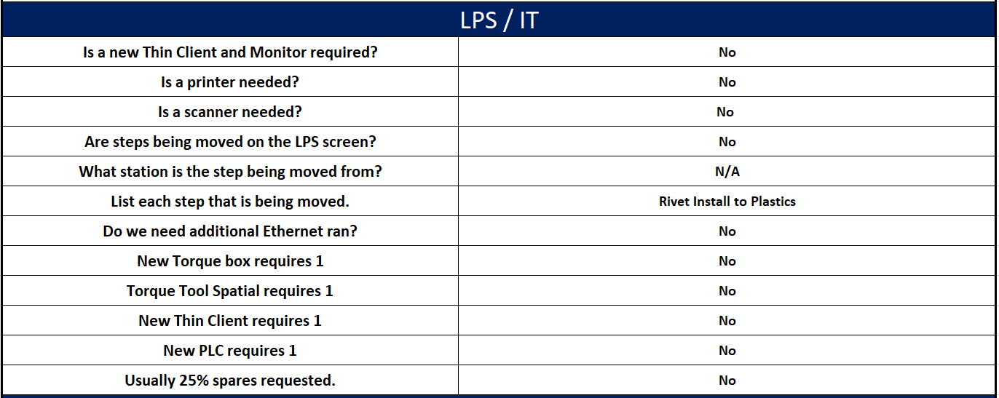 LPS / IT
Is a new Thin Client and Monitor required? No
Is a printer needed? No
Is a scanner needed? No
Are steps being moved on the LPS screen? No
What station is the step being moved from? N/A
List each step that is being moved. Rivet Install to Plastics
Do we need additional Ethernet ran? No
New Torque box requires 1 No
Torque Tool Spatial requires 1 No
New Thin Client requires 1 No
New PLC requires 1 No
Usually 25% spares requested. No